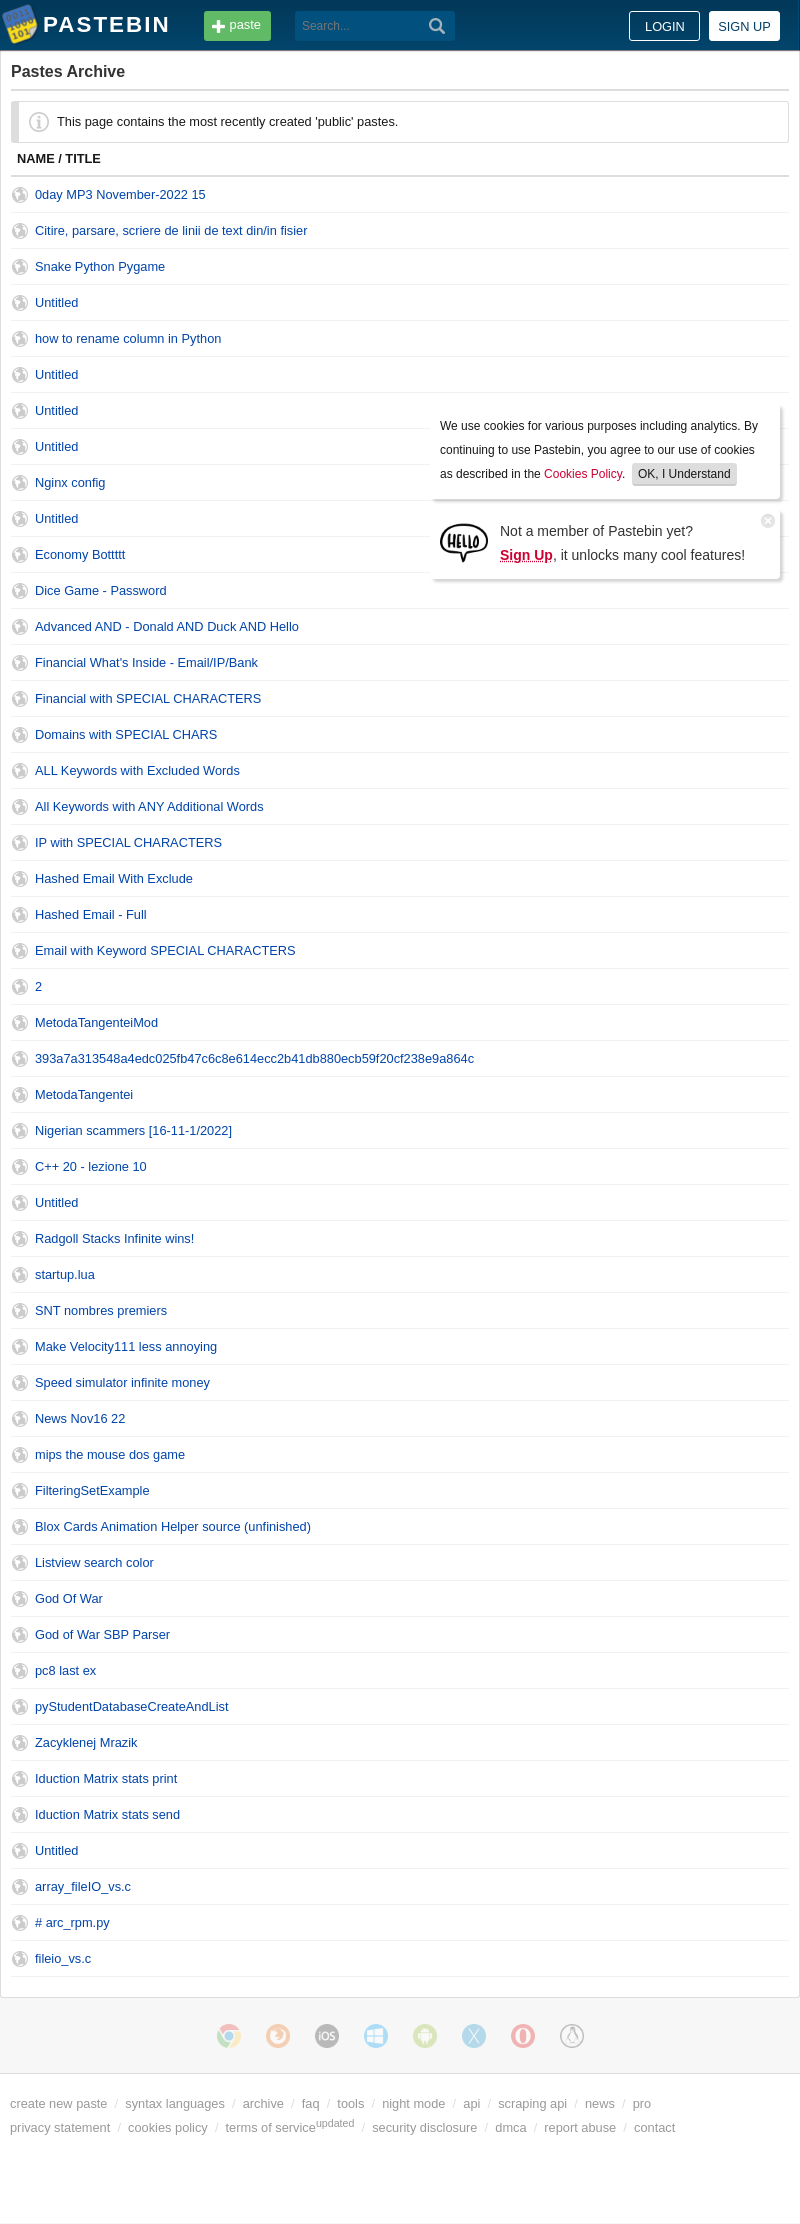 PASTEBIN
paste
Search...
LOGIN
SIGN UP
Pastes Archive
This page contains the most recently created 'public' pastes.
NAME / TITLE
0day MP3 November-2022 15
Citire, parsare, scriere de linii de text din/in fisier
Snake Python Pygame
Untitled
how to rename column in Python
Untitled
Untitled
Untitled
Nginx config
Untitled
Economy Bottttt
We use cookies for various purposes including analytics. By
continuing to use Pastebin, you agree to our use of cookies
as described in the Cookies Policy. OK, I Understand
HELLO
Not a member of Pastebin yet?
Sign Up, it unlocks many cool features!
Dice Game - Password
Advanced AND - Donald AND Duck AND Hello
Financial What's Inside - Email/IP/Bank
Financial with SPECIAL CHARACTERS
Domains with SPECIAL CHARS
ALL Keywords with Excluded Words
All Keywords with ANY Additional Words
IP with SPECIAL CHARACTERS
Hashed Email With Exclude
Hashed Email - Full
Email with Keyword SPECIAL CHARACTERS
2
MetodaTangenteiMod
393a7a313548a4edc025fb47c6c8e614ecc2b41db880ecb59f20cf238e9a864c
MetodaTangentei
Nigerian scammers [16-11-1/2022]
C++ 20 - lezione 10
Untitled
Radgoll Stacks Infinite wins!
startup.lua
SNT nombres premiers
Make Velocity111 less annoying
Speed simulator infinite money
News Nov16 22
mips the mouse dos game
FilteringSetExample
Blox Cards Animation Helper source (unfinished)
Listview search color
God Of War
God of War SBP Parser
pc8 last ex
pyStudentDatabaseCreateAndList
Zacyklenej Mrazik
Iduction Matrix stats print
Iduction Matrix stats send
Untitled
array_fileIO_vs.c
# arc_rpm.py
fileio_vs.c
iOS
create new paste / syntax languages / archive / faq / tools / night mode / api / scraping api / news / pro
privacy statement / cookies policy / terms of service updated / security disclosure / dmca / report abuse / contact